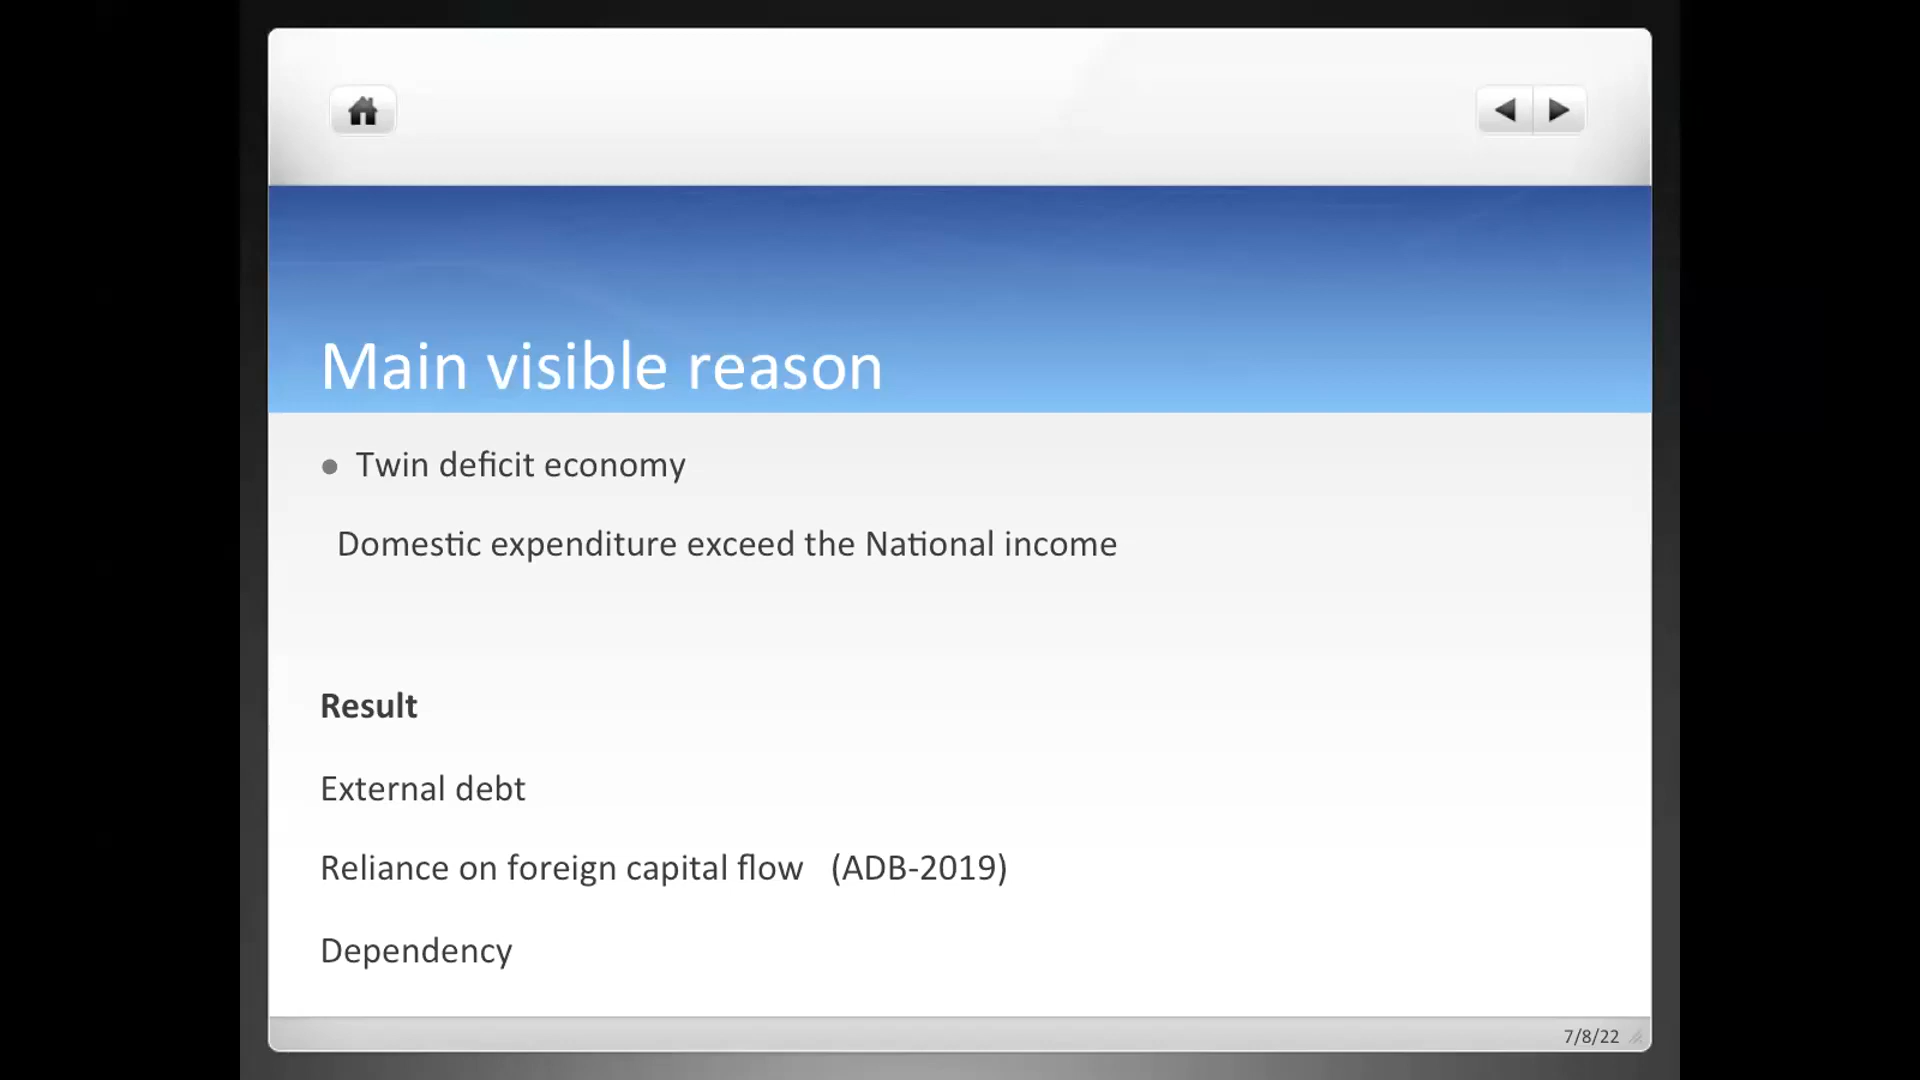 Main visible reason
Twin deficit economy
Domestic expenditure exceed the National income
Result
External debt
Reliance on foreign capital flow (ADB-2019)
Dependency
7/8/22